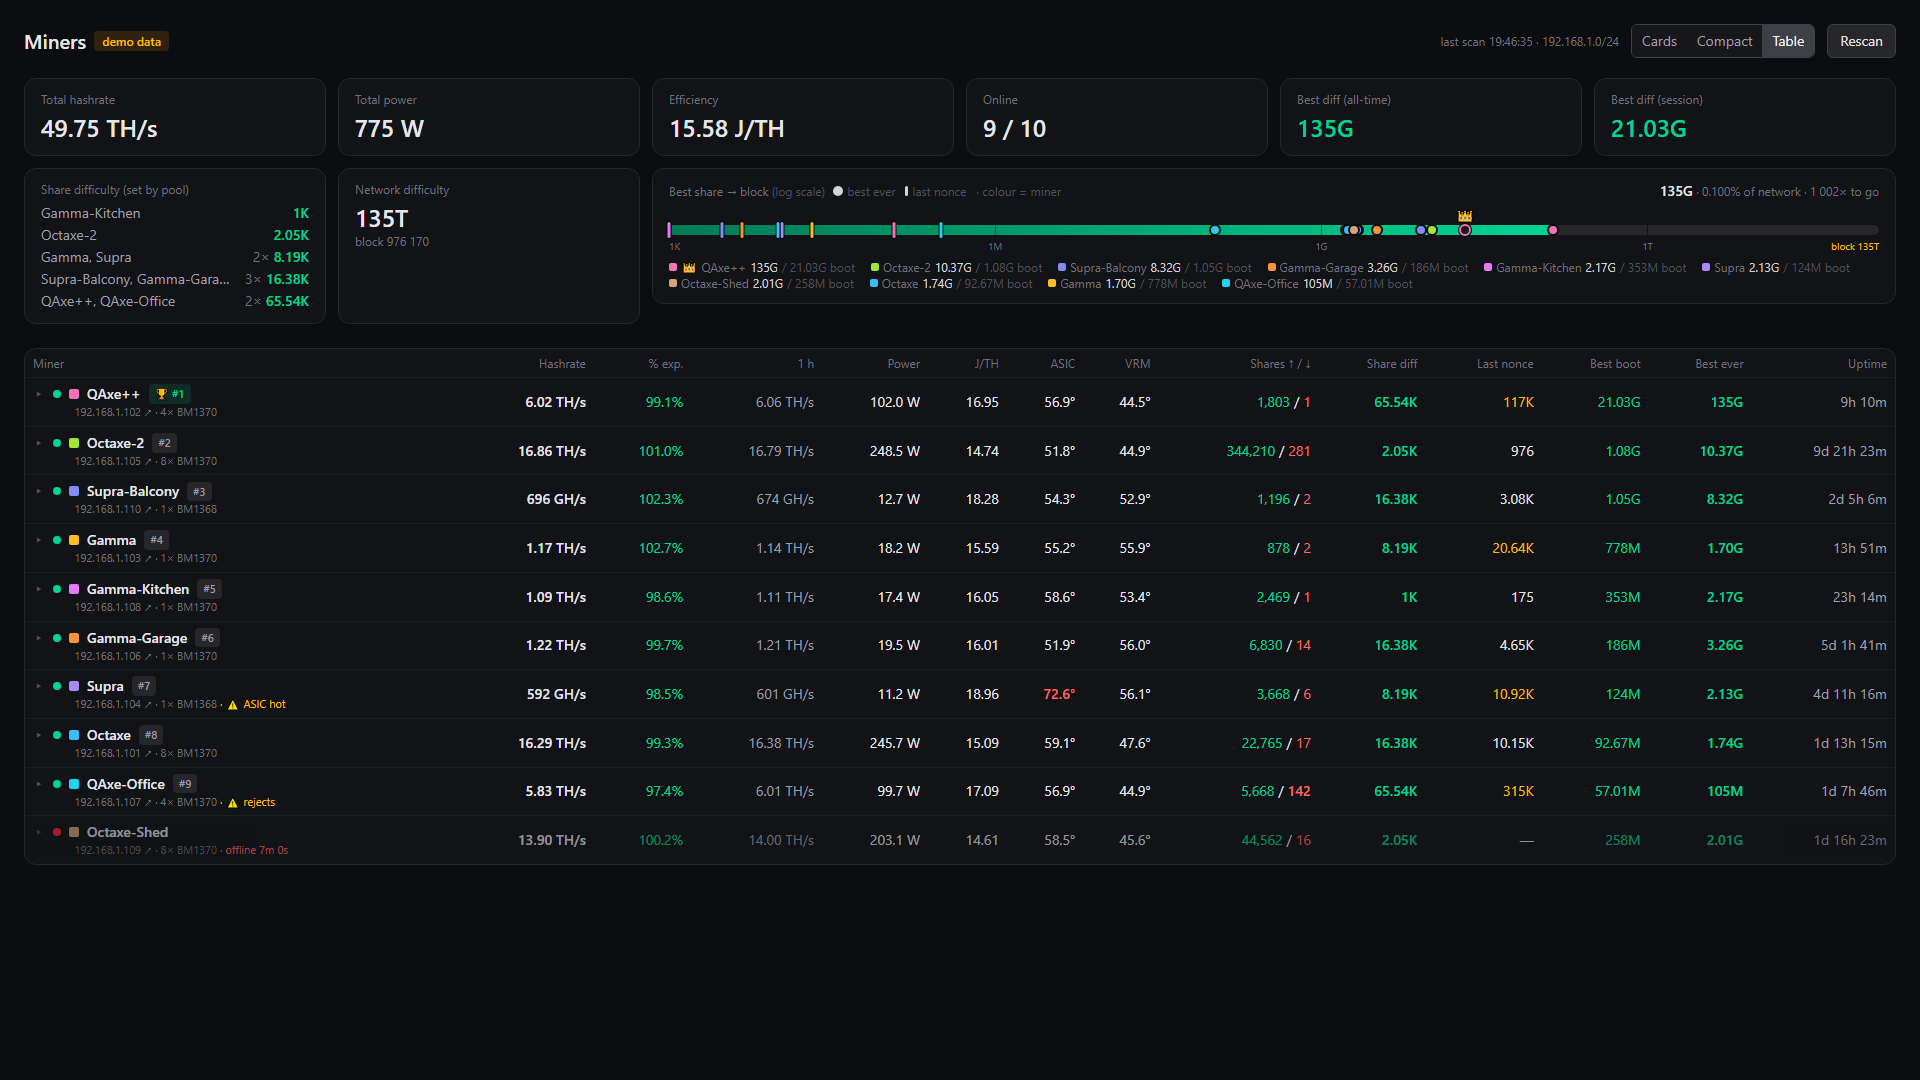 Miners demo data last scan 19:46:35 · 192.168.1.0/24 Cards Compact Table Rescan
Total hashrate
49.75 TH/s
Total power
775 W
Efficiency
15.58 J/TH
Online
9 / 10
Best diff (all-time)
135G
Best diff (session)
21.03G
Share difficulty (set by pool)
Gamma-Kitchen 1K
Octaxe-2 2.05K
Gamma, Supra 2× 8.19K
Supra-Balcony, Gamma-Gara... 3× 16.38K
QAxe++, QAxe-Office 2× 65.54K
Network difficulty
135T
block 976 170
Best share → block (log scale) best ever last nonce · colour = miner 135G · 0.100% of network · 1 002× to go
1K 1M 1G 1T block 135T
QAxe++ 135G / 21.03G boot Octaxe-2 10.37G / 1.08G boot Supra-Balcony 8.32G / 1.05G boot Gamma-Garage 3.26G / 186M boot Gamma-Kitchen 2.17G / 353M boot Supra 2.13G / 124M boot
Octaxe-Shed 2.01G / 258M boot Octaxe 1.74G / 92.67M boot Gamma 1.70G / 778M boot QAxe-Office 105M / 57.01M boot
Miner Hashrate % exp. 1 h Power J/TH ASIC VRM Shares ↑ / ↓ Share diff Last nonce Best boot Best ever Uptime
QAxe++ #1 6.02 TH/s 99.1% 6.06 TH/s 102.0 W 16.95 56.9° 44.5° 1,803 / 1 65.54K 117K 21.03G 135G 9h 10m
192.168.1.102 ↗ · 4× BM1370
Octaxe-2 #2 16.86 TH/s 101.0% 16.79 TH/s 248.5 W 14.74 51.8° 44.9° 344,210 / 281 2.05K 976 1.08G 10.37G 9d 21h 23m
192.168.1.105 ↗ · 8× BM1370
Supra-Balcony #3 696 GH/s 102.3% 674 GH/s 12.7 W 18.28 54.3° 52.9° 1,196 / 2 16.38K 3.08K 1.05G 8.32G 2d 5h 6m
192.168.1.110 ↗ · 1× BM1368
Gamma #4 1.17 TH/s 102.7% 1.14 TH/s 18.2 W 15.59 55.2° 55.9° 878 / 2 8.19K 20.64K 778M 1.70G 13h 51m
192.168.1.103 ↗ · 1× BM1370
Gamma-Kitchen #5 1.09 TH/s 98.6% 1.11 TH/s 17.4 W 16.05 58.6° 53.4° 2,469 / 1 1K 175 353M 2.17G 23h 14m
192.168.1.108 ↗ · 1× BM1370
Gamma-Garage #6 1.22 TH/s 99.7% 1.21 TH/s 19.5 W 16.01 51.9° 56.0° 6,830 / 14 16.38K 4.65K 186M 3.26G 5d 1h 41m
192.168.1.106 ↗ · 1× BM1370
Supra #7 592 GH/s 98.5% 601 GH/s 11.2 W 18.96 72.6° 56.1° 3,668 / 6 8.19K 10.92K 124M 2.13G 4d 11h 16m
192.168.1.104 ↗ · 1× BM1368 · ⚠ ASIC hot
Octaxe #8 16.29 TH/s 99.3% 16.38 TH/s 245.7 W 15.09 59.1° 47.6° 22,765 / 17 16.38K 10.15K 92.67M 1.74G 1d 13h 15m
192.168.1.101 ↗ · 8× BM1370
QAxe-Office #9 5.83 TH/s 97.4% 6.01 TH/s 99.7 W 17.09 56.9° 44.9° 5,668 / 142 65.54K 315K 57.01M 105M 1d 7h 46m
192.168.1.107 ↗ · 4× BM1370 · ⚠ rejects
Octaxe-Shed 13.90 TH/s 100.2% 14.00 TH/s 203.1 W 14.61 58.5° 45.6° 44,562 / 16 2.05K — 258M 2.01G 1d 16h 23m
192.168.1.109 ↗ · 8× BM1370 · offline 7m 0s